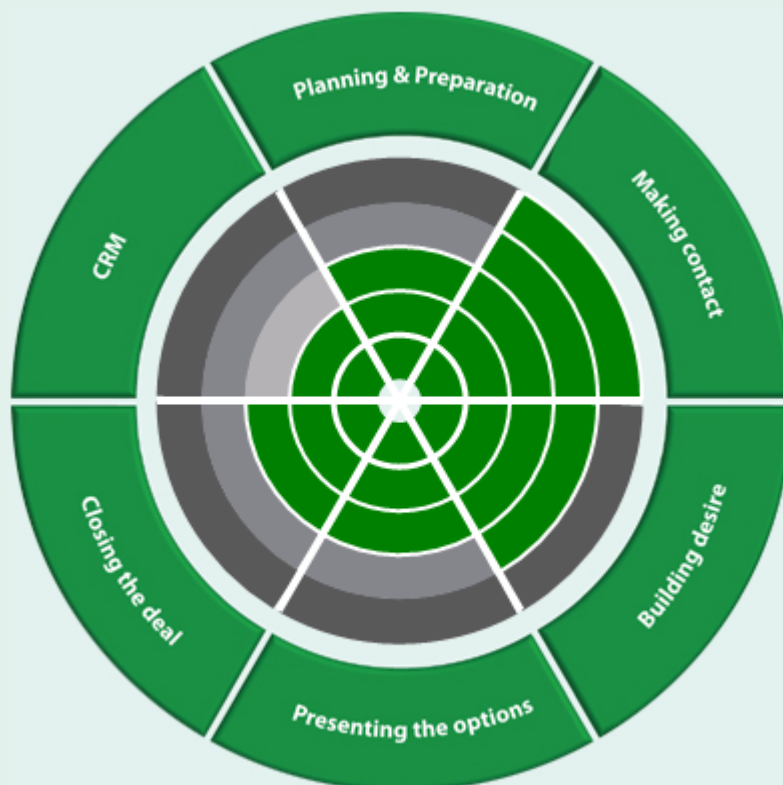 Planning & Preparation
Making contact
Building desire
Presenting the options
Closing the deal
CRM